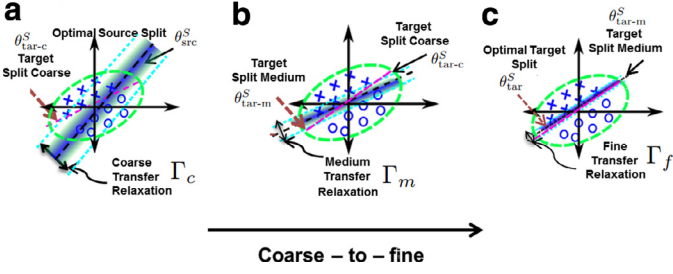 a
θ^S_tar-c
Target
Split Coarse
Optimal Source Split
θ^S_src
Coarse
Transfer
Relaxation
Γ_c
b
Target
Split Medium
θ^S_tar-m
Target
Split Coarse
θ^S_tar-c
Medium
Transfer
Relaxation
Γ_m
c
Optimal Target
Split
θ^S_tar
θ^S_tar-m
Target
Split Medium
Fine
Transfer
Relaxation
Γ_f
Coarse – to – fine